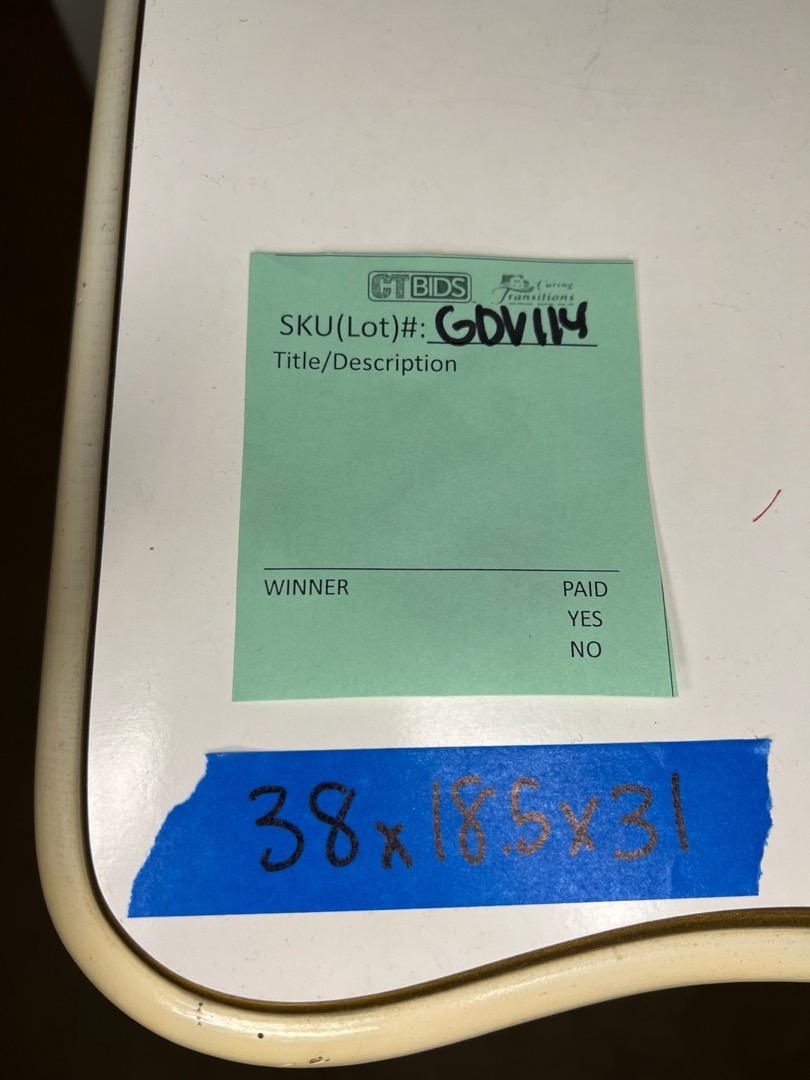 CTBIDS Caring Transitions
SKU(Lot)#: GDV114
Title/Description
WINNER PAID
YES
NO
38x18.5x31